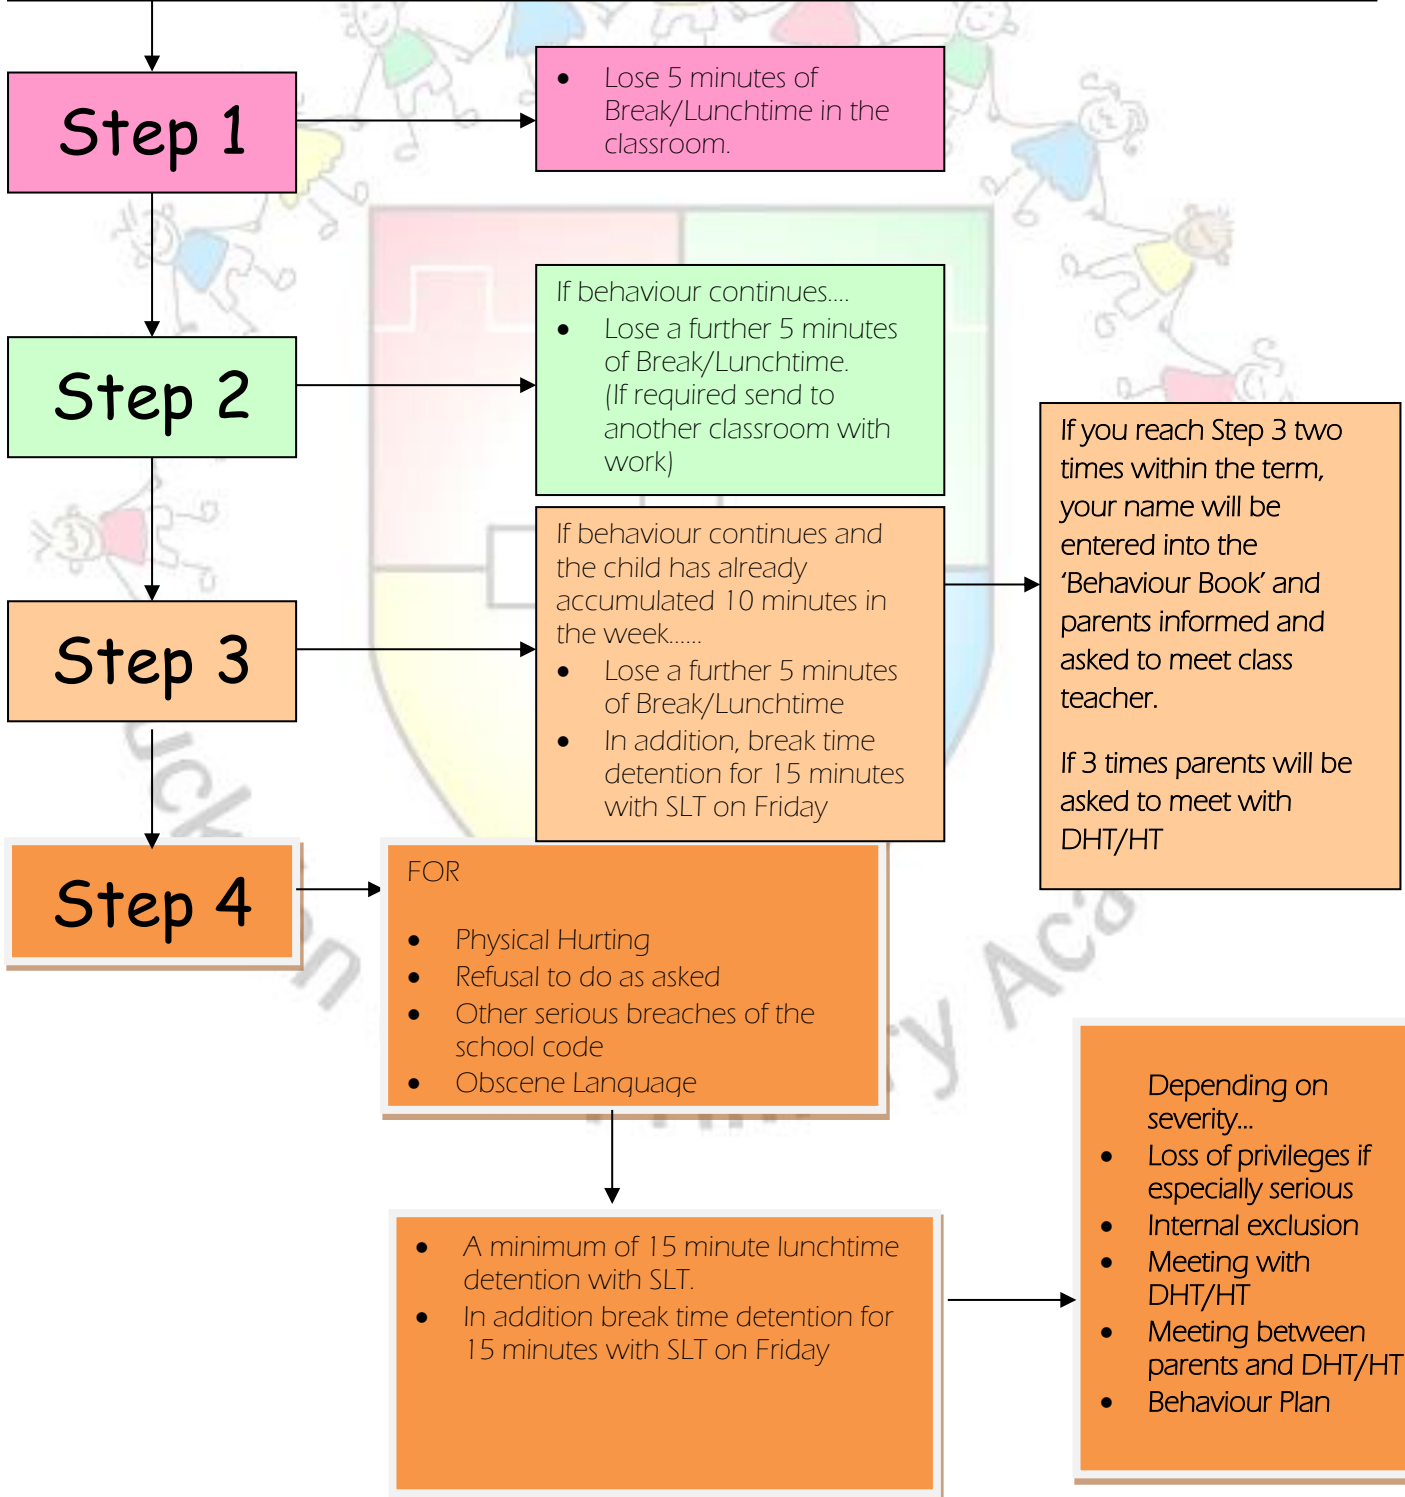 Step 1
• Lose 5 minutes of
Break/Lunchtime in the
classroom.
Step 2
If behaviour continues....
• Lose a further 5 minutes
of Break/Lunchtime.
(If required send to
another classroom with
work)
Step 3
If behaviour continues and
the child has already
accumulated 10 minutes in
the week......
• Lose a further 5 minutes
of Break/Lunchtime
• In addition, break time
detention for 15 minutes
with SLT on Friday
If you reach Step 3 two
times within the term,
your name will be
entered into the
‘Behaviour Book’ and
parents informed and
asked to meet class
teacher.
If 3 times parents will be
asked to meet with
DHT/HT
Step 4
FOR
• Physical Hurting
• Refusal to do as asked
• Other serious breaches of the
school code
• Obscene Language
• A minimum of 15 minute lunchtime
detention with SLT.
• In addition break time detention for
15 minutes with SLT on Friday
Depending on
severity...
• Loss of privileges if
especially serious
• Internal exclusion
• Meeting with
DHT/HT
• Meeting between
parents and DHT/HT
• Behaviour Plan